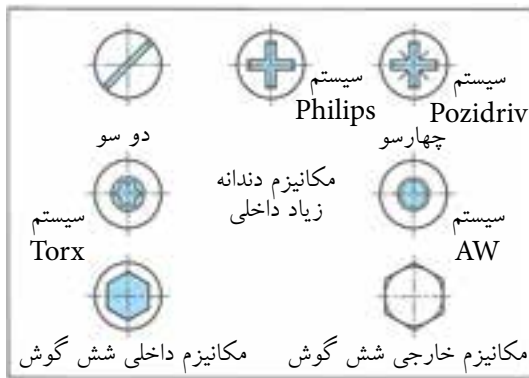 سیستم
Pozidriv
سیستم
Philips
چهارسو
دو سو
مکانیزم دندانه
زیاد داخلی
سیستم
AW
سیستم
Torx
مکانیزم خارجی شش گوش
مکانیزم داخلی شش گوش